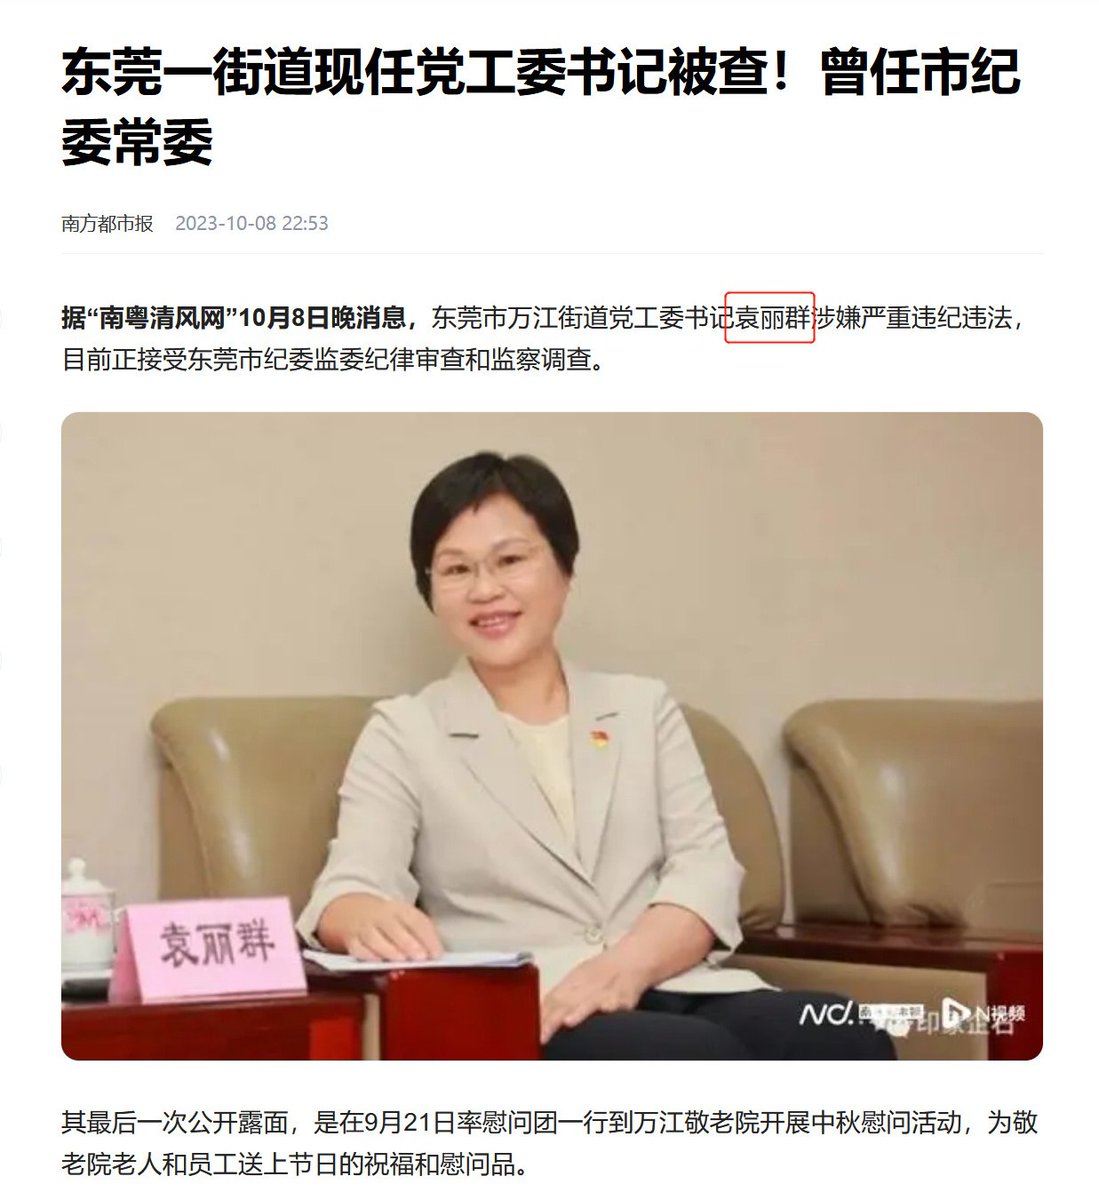 东莞一街道现任党工委书记被查！曾任市纪
委常委
南方都市报 2023-10-08 22:53
据“南粤清风网”10月8日晚消息，东莞市万江街道党工委书记袁丽群涉嫌严重违纪违法，
目前正接受东莞市纪委监委纪律审查和监察调查。
袁丽群
N视频
印象企石
其最后一次公开露面，是在9月21日率慰问团一行到万江敬老院开展中秋慰问活动，为敬
老院老人和员工送上节日的祝福和慰问品。